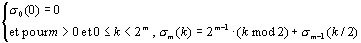 σ₀(0) = 0
et pour m > 0 et 0 ≤ k < 2ᵐ, σₘ(k) = 2ᵐ⁻¹·(k mod 2) + σₘ₋₁(k / 2)